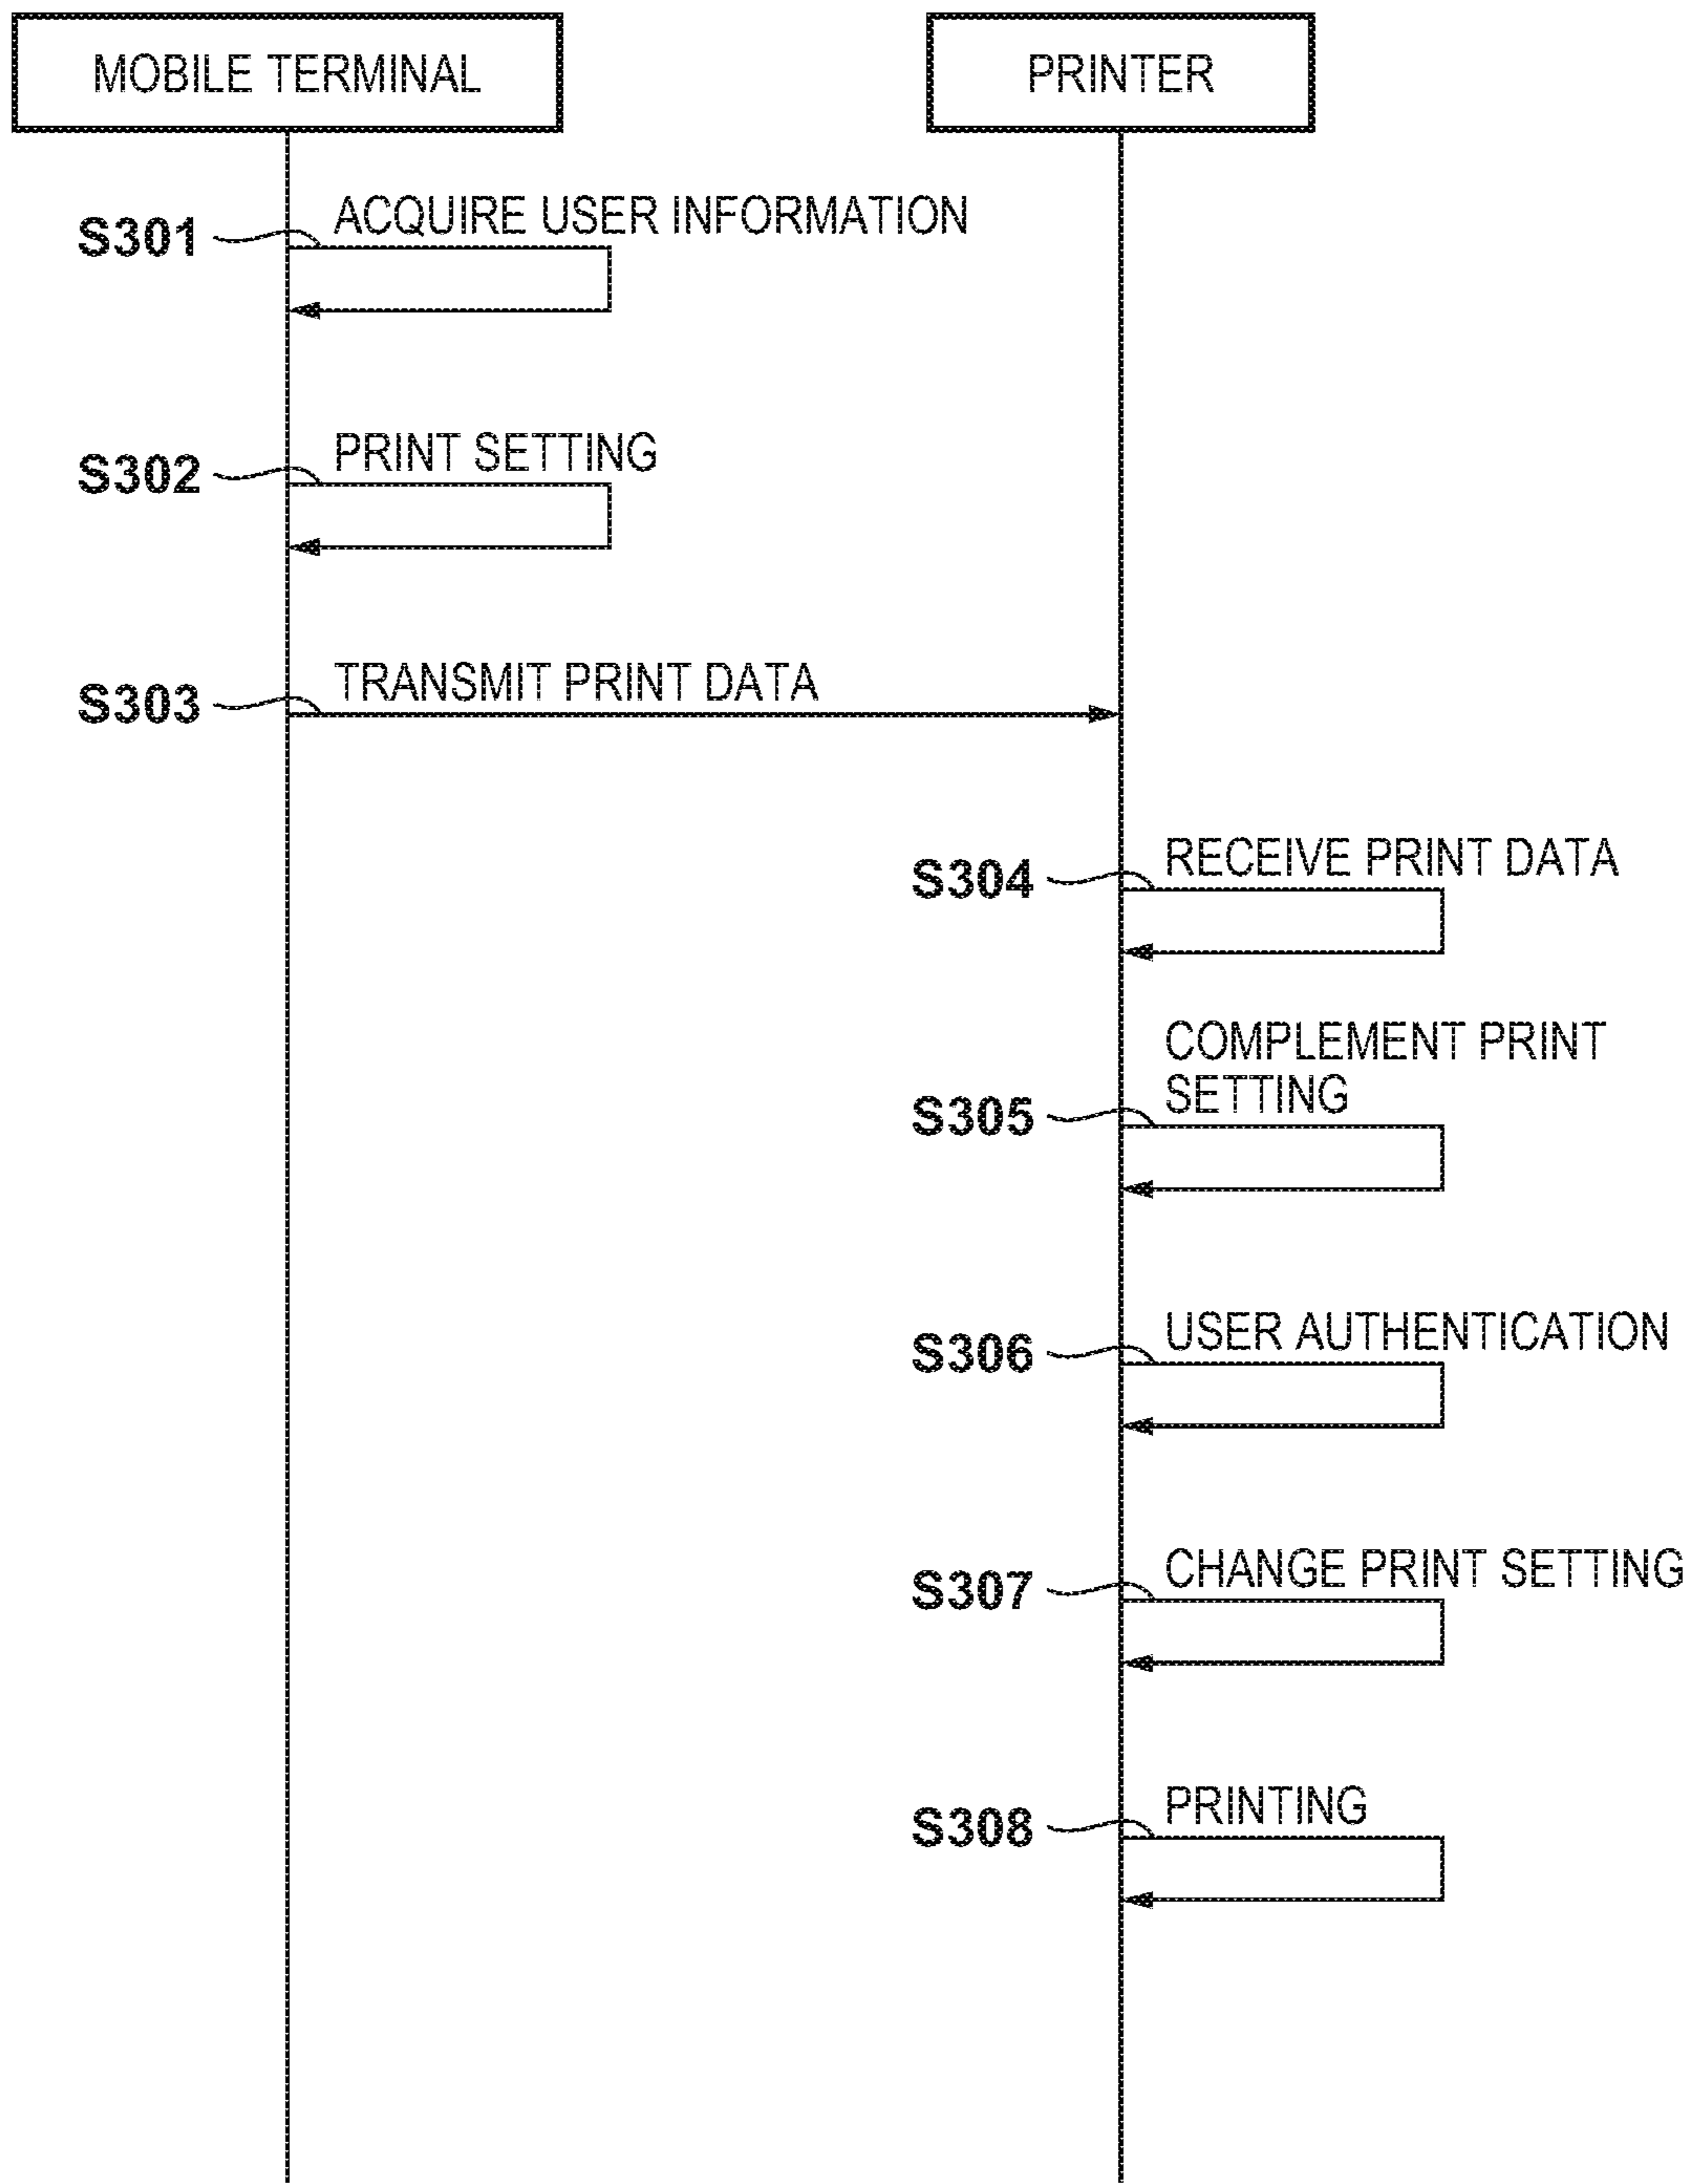 MOBILE TERMINAL
PRINTER
S301
ACQUIRE USER INFORMATION
S302
PRINT SETTING
S303
TRANSMIT PRINT DATA
S304
RECEIVE PRINT DATA
COMPLEMENT PRINT
SETTING
S305
S306
USER AUTHENTICATION
S307
CHANGE PRINT SETTING
S308
PRINTING